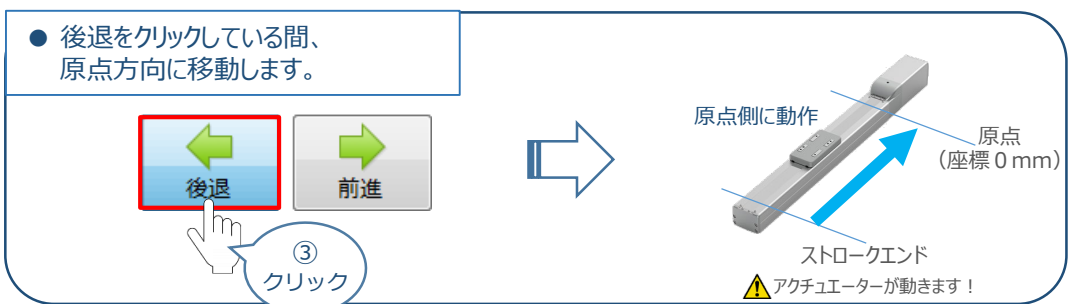 ● 後退をクリックしている間、
原点方向に移動します。
後退
前進
③
クリック
原点側に動作
原点
（座標０mm）
ストロークエンド
アクチュエーターが動きます！